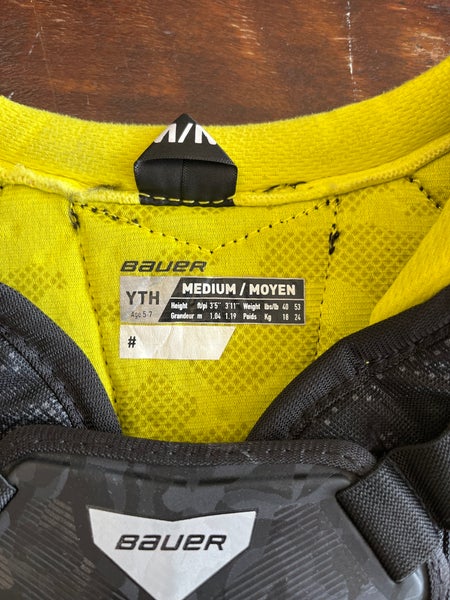 M/M
BAUER
YTH
Age 5-7
MEDIUM / MOYEN
Height ft/pi 3'5" 3'11" Weight lbs/lb 40 53
Grandeur m 1.04 1.19 Poids Kg 18 24
#
BAUER